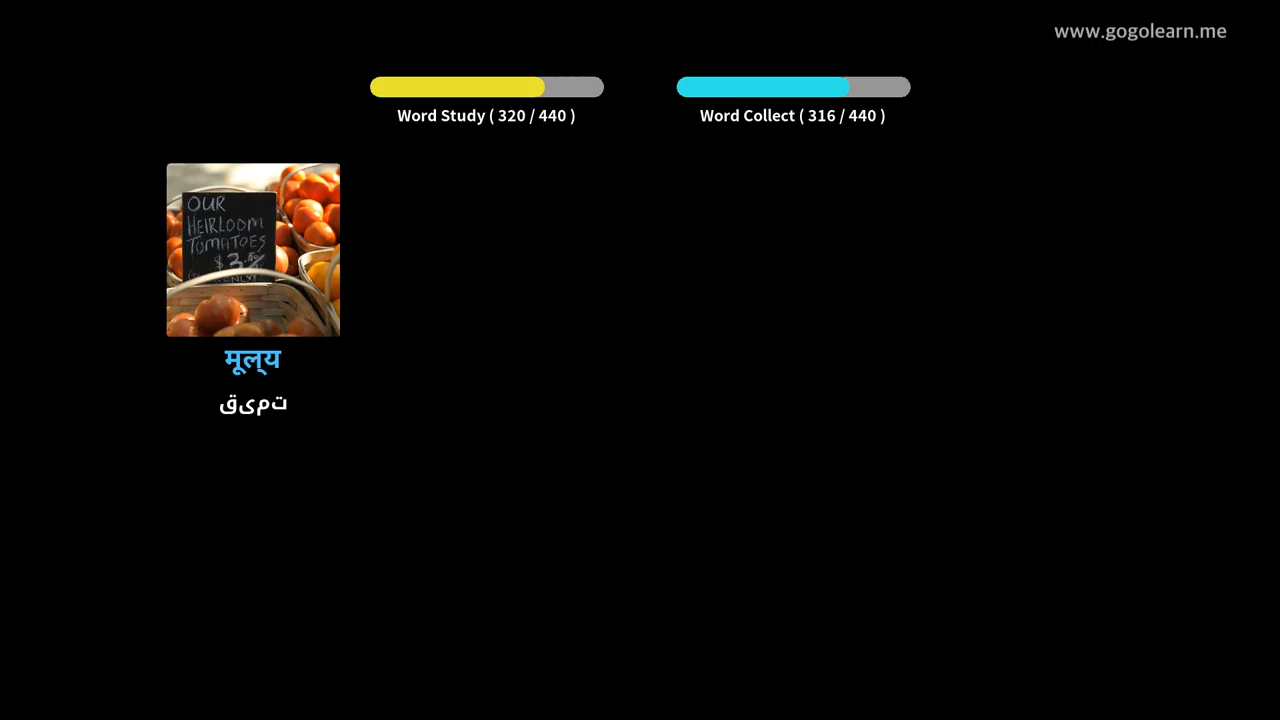 www.gogolearn.me
Word Study ( 320 / 440 )
Word Collect ( 316 / 440 )
OUR
HEIRLOOM
TOMATOES
मूल्य
قیمت